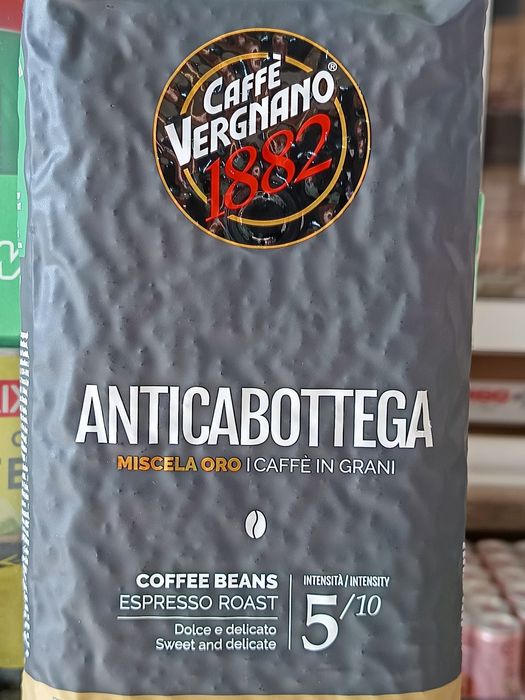 CAFFÈ
VERGNANO®
1882
ANTICABOTTEGA
MISCELA ORO | CAFFÈ IN GRANI
COFFEE BEANS
ESPRESSO ROAST
Dolce e delicato
Sweet and delicate
INTENSITÀ/INTENSITY
5/10